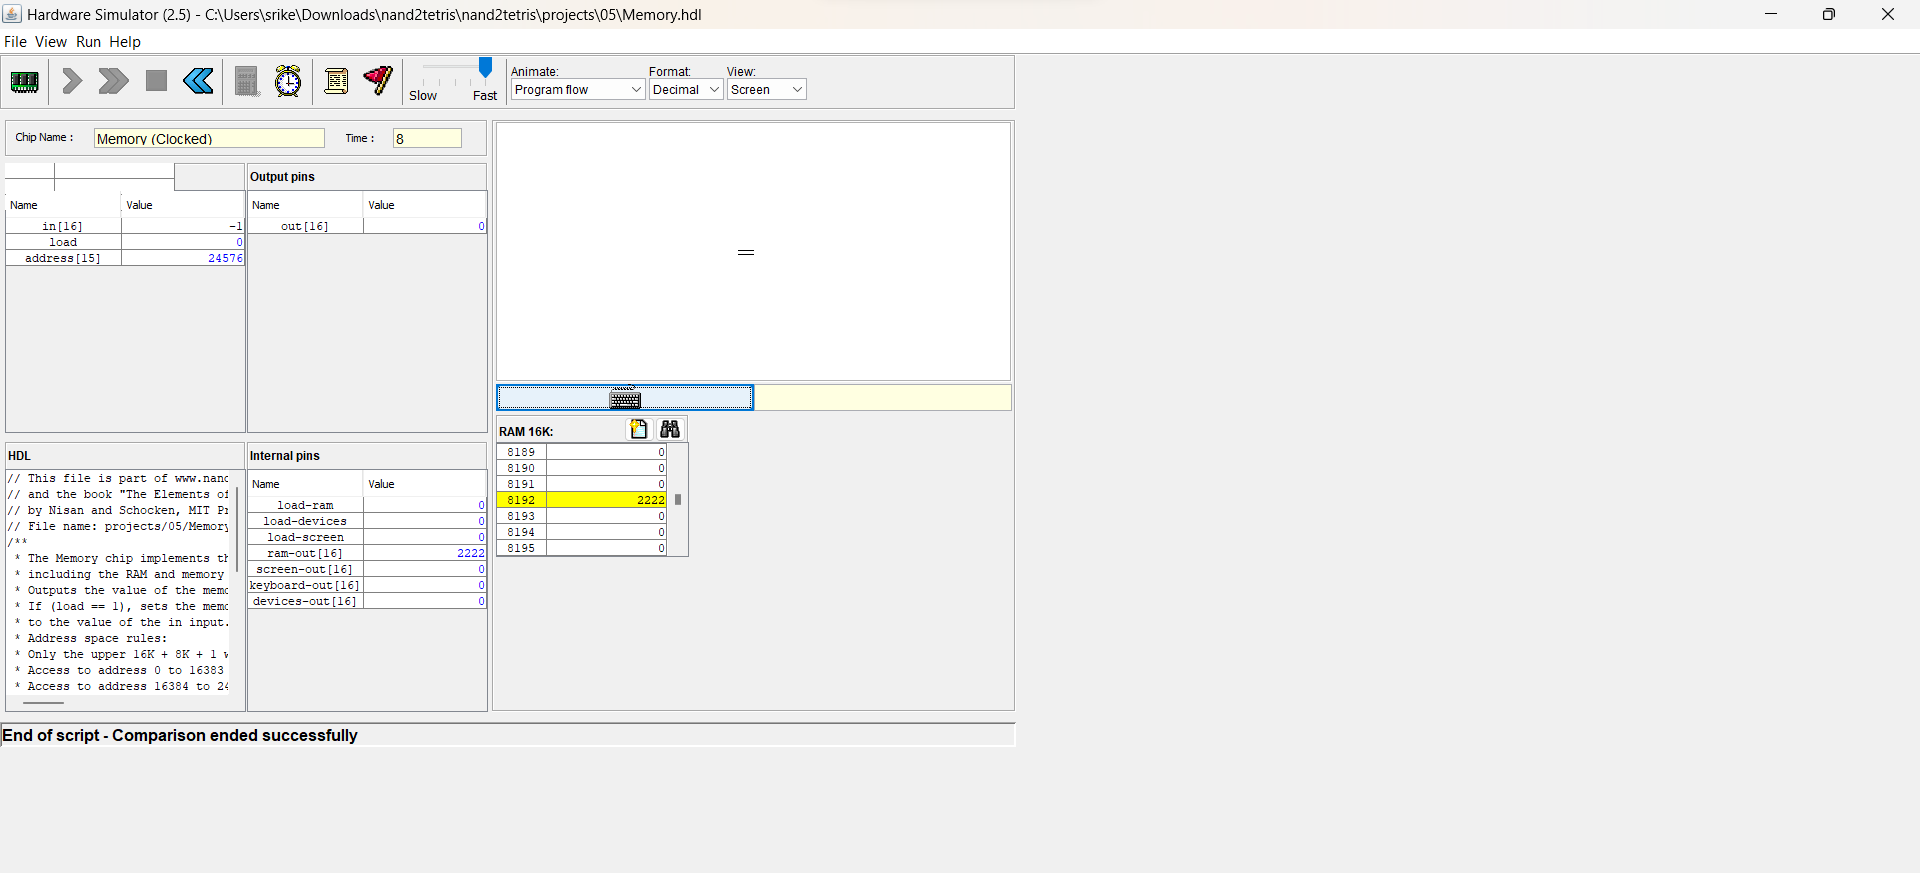 Hardware Simulator (2.5) - C:\Users\srike\Downloads\nand2tetris\nand2tetris\projects\05\Memory.hdl
File View Run Help
Slow Fast
Animate: Format: View:
Program flow Decimal Screen
Chip Name : Memory (Clocked) Time : 8
Name Value
in[16] -1
load 0
address[15] 24576
Output pins
Name Value
out[16] 0
HDL
// This file is part of www.nand
// and the book "The Elements of
// by Nisan and Schocken, MIT Pr
// File name: projects/05/Memory
/**
* The Memory chip implements th
* including the RAM and memory
* Outputs the value of the memo
* If (load == 1), sets the memo
* to the value of the in input.
* Address space rules:
* Only the upper 16K + 8K + 1 w
* Access to address 0 to 16383
* Access to address 16384 to 24
Internal pins
Name Value
load-ram 0
load-devices 0
load-screen 0
ram-out[16] 2222
screen-out[16] 0
keyboard-out[16] 0
devices-out[16] 0
RAM 16K:
8189 0
8190 0
8191 0
8192 2222
8193 0
8194 0
8195 0
End of script - Comparison ended successfully